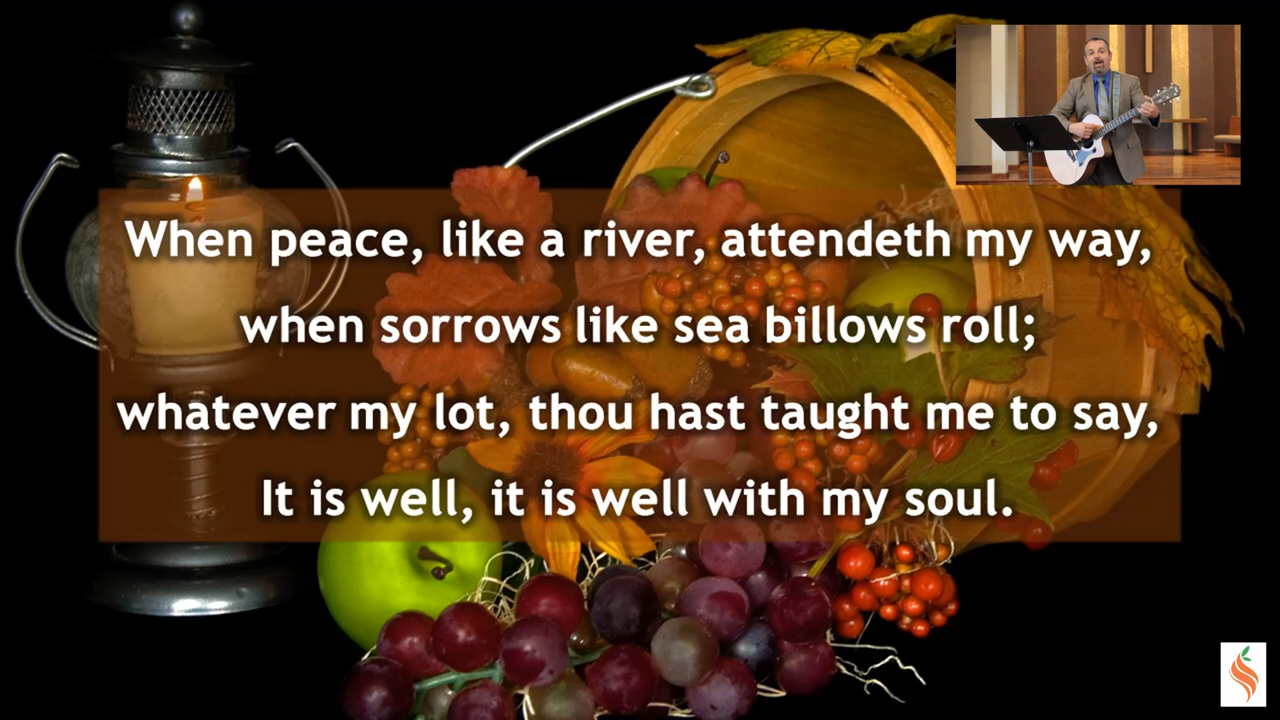 When peace, like a river, attendeth my way,
when sorrows like sea billows roll;
whatever my lot, thou hast taught me to say,
It is well, it is well with my soul.